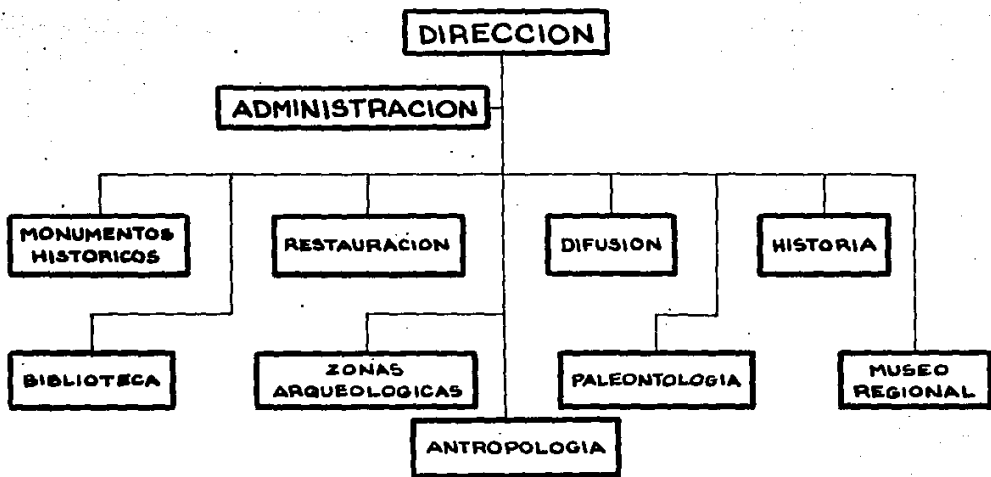 DIRECCION
ADMINISTRACION
MONUMENTOS
HISTORICOS
RESTAURACION
DIFUSION
HISTORIA
BIBLIOTECA
ZONAS
ARQUEOLOGICAS
PALEONTOLOGIA
MUSEO
REGIONAL
ANTROPOLOGIA